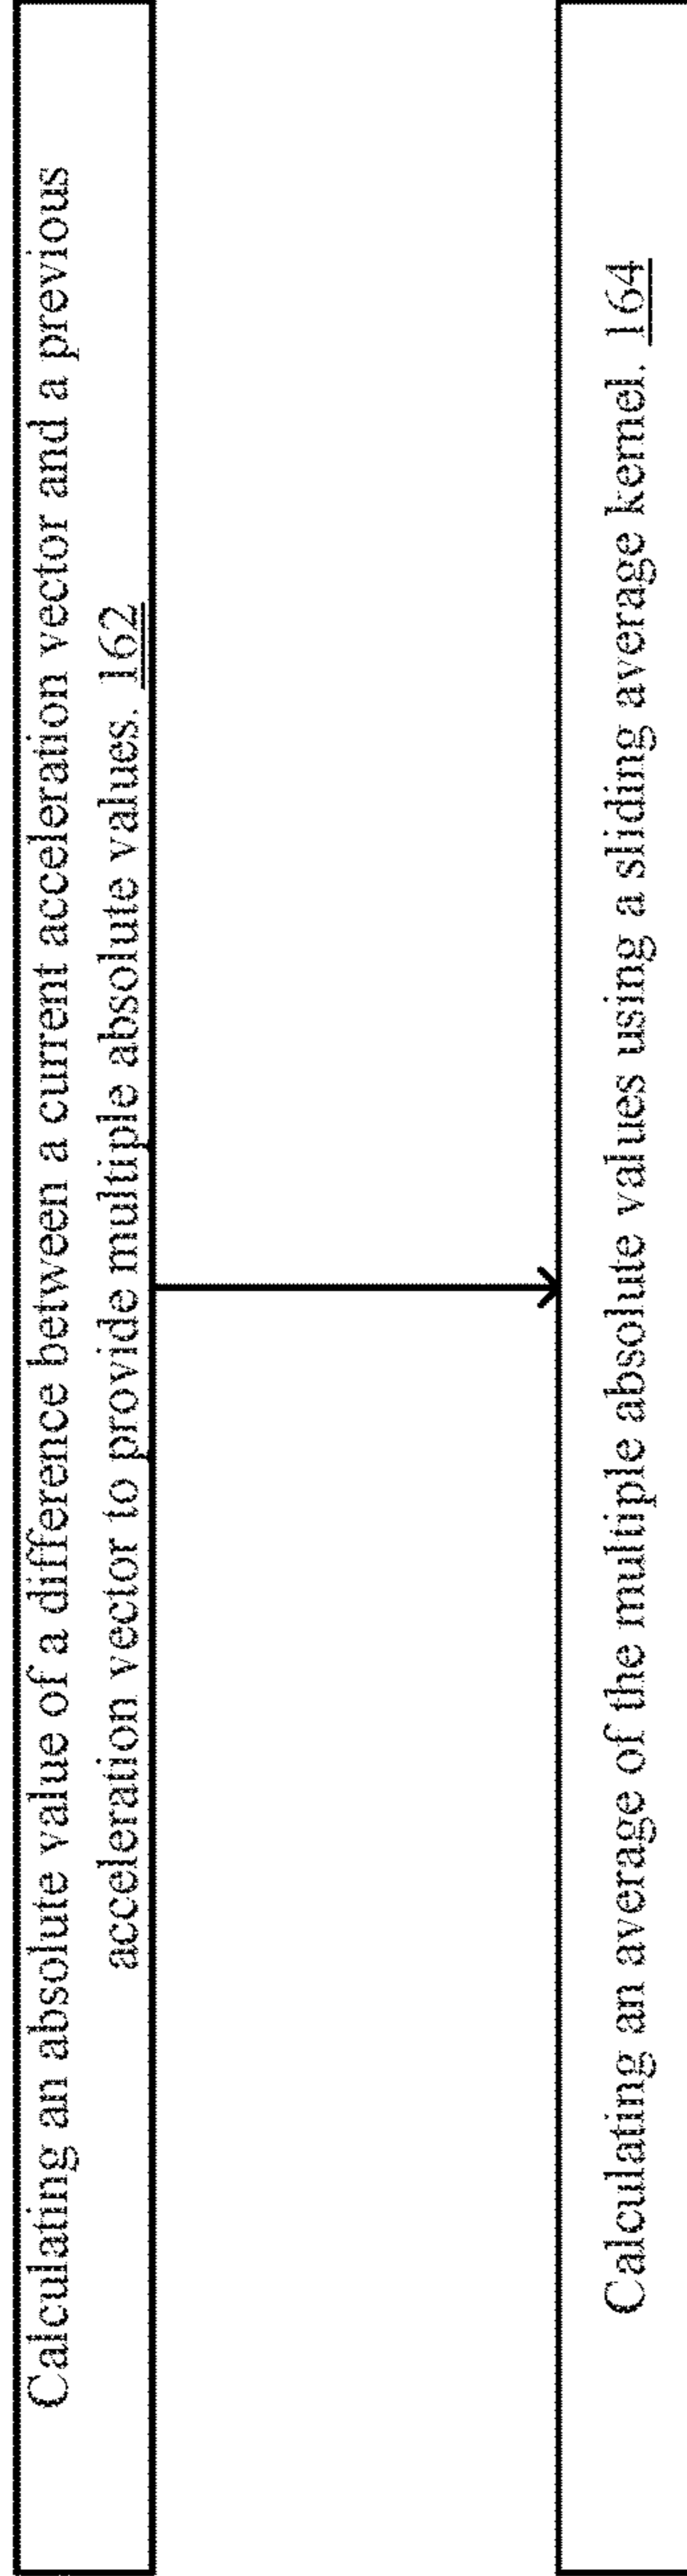 Calculating an absolute value of a difference between a current acceleration vector and a previous
acceleration vector to provide multiple absolute values. 162
Calculating an average of the multiple absolute values using a sliding average kernel. 164